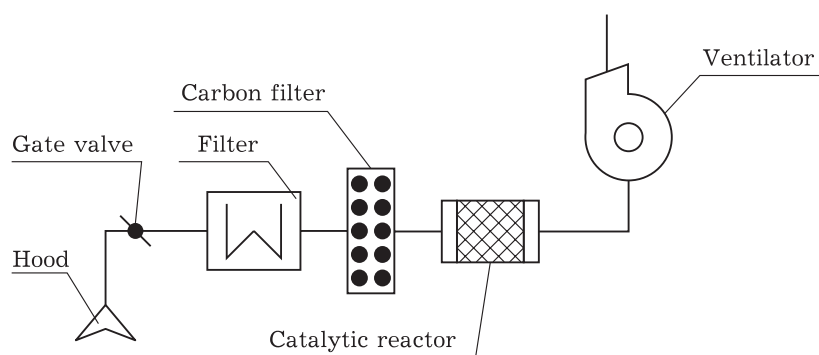 Ventilator
Carbon filter
Gate valve
Filter
Hood
Catalytic reactor